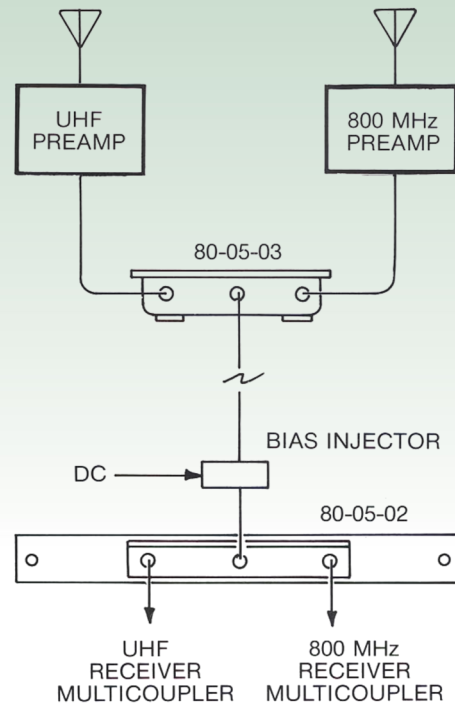 UHF
PREAMP
800 MHz
PREAMP
80-05-03
BIAS INJECTOR
DC
80-05-02
UHF
RECEIVER
MULTICOUPLER
800 MHz
RECEIVER
MULTICOUPLER